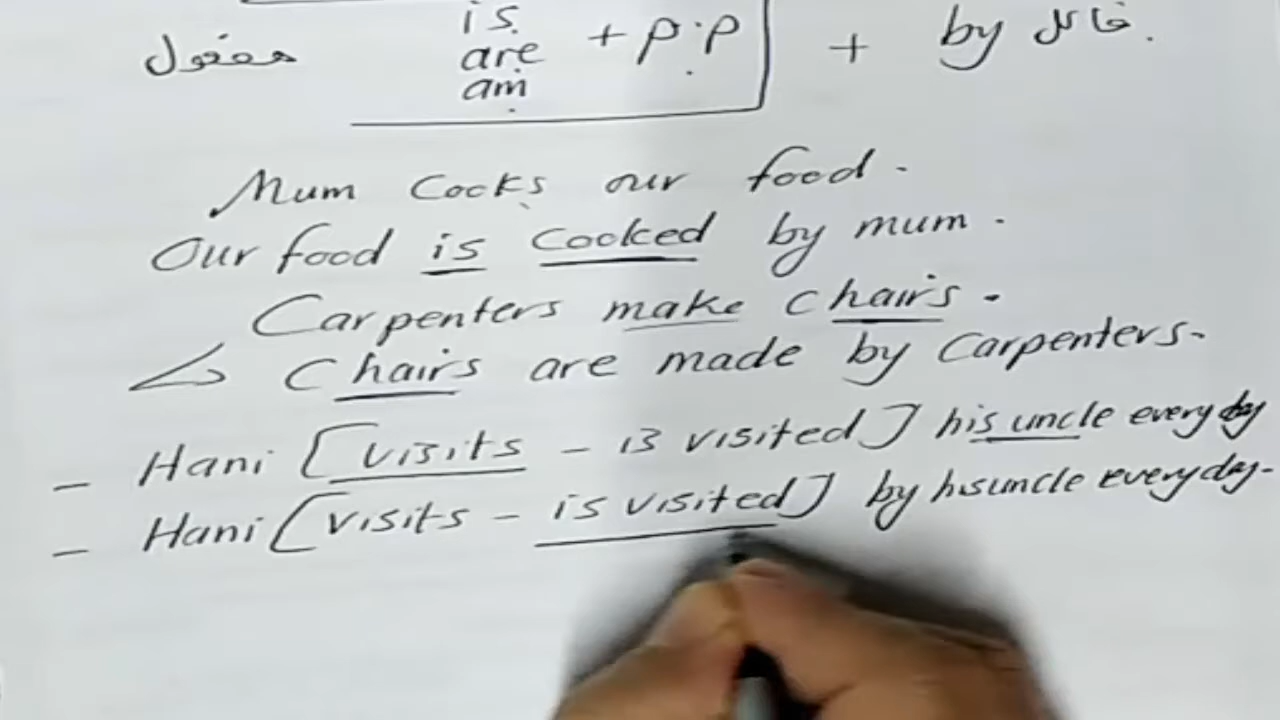 is
مفعول are + p.p + by فاعل.
am
Mum Cooks our food.
Our food is Cooked by mum.
Carpenters make chairs.
Chairs are made by Carpenters.
- Hani [visits - is visited] his uncle every day
- Hani [visits - is visited] by his uncle every day.